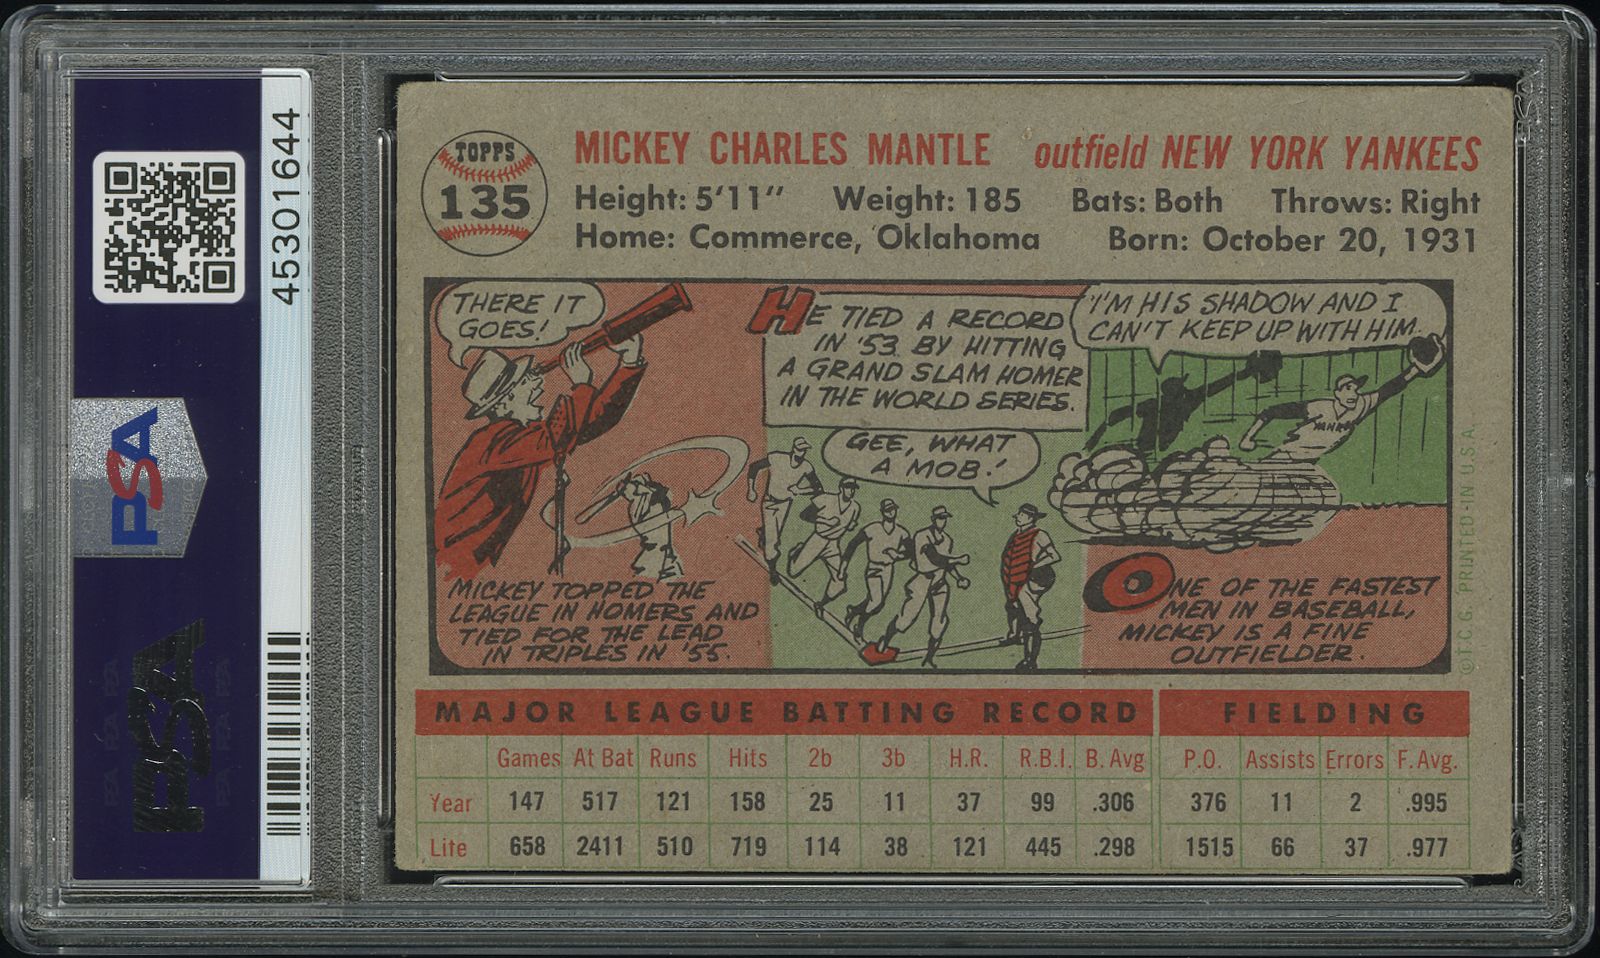 45301644
PSA
PSA
TOPPS
135
MICKEY CHARLES MANTLE outfield NEW YORK YANKEES
Height: 5'11" Weight: 185 Bats: Both Throws: Right
Home: Commerce, Oklahoma Born: October 20, 1931
THERE IT
GOES!
MICKEY TOPPED THE
LEAGUE IN HOMERS AND
TIED FOR THE LEAD
IN TRIPLES IN '55.
HE TIED A RECORD
IN '53 BY HITTING
A GRAND SLAM HOMER
IN THE WORLD SERIES.
GEE, WHAT
A MOB!
I'M HIS SHADOW AND I
CAN'T KEEP UP WITH HIM.
ONE OF THE FASTEST
MEN IN BASEBALL,
MICKEY IS A FINE
OUTFIELDER.
©T.C.G. PRINTED IN U.S.A.
MAJOR LEAGUE BATTING RECORD FIELDING
Games At Bat Runs Hits 2b 3b H.R. R.B.I. B. Avg P.O. Assists Errors F. Avg.
Year 147 517 121 158 25 11 37 99 .306 376 11 2 .995
Life 658 2411 510 719 114 38 121 445 .298 1515 66 37 .977